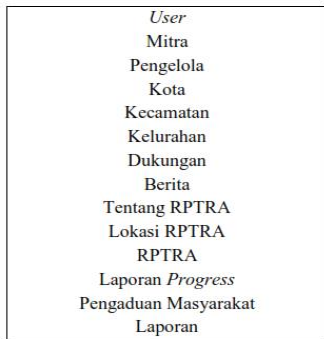 User
Mitra
Pengelola
Kota
Kecamatan
Kelurahan
Dukungan
Berita
Tentang RPTRA
Lokasi RPTRA
RPTRA
Laporan Progress
Pengaduan Masyarakat
Laporan